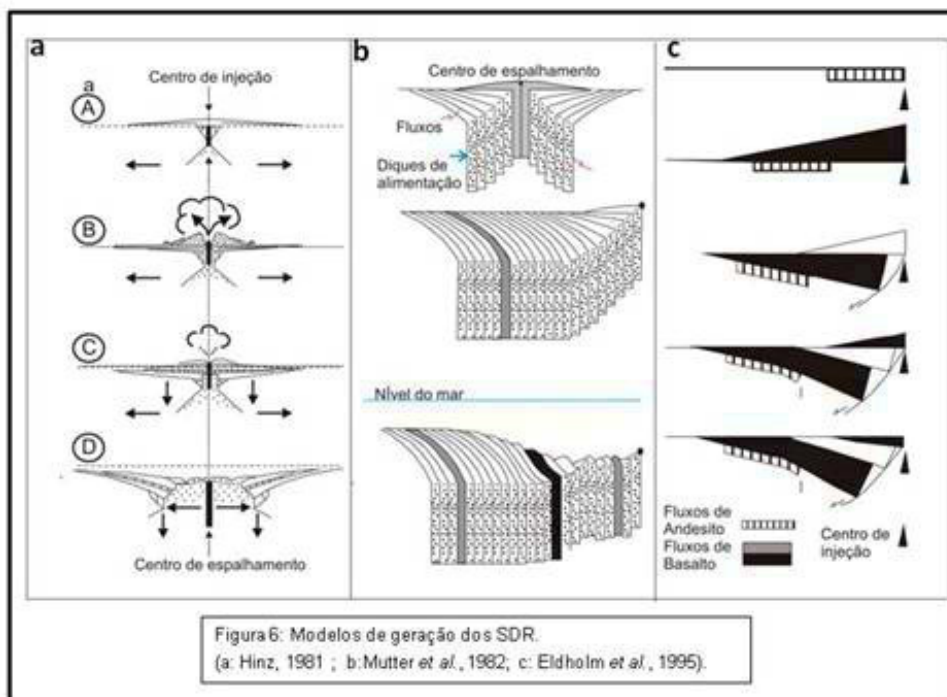 a
a
Centro de injeção
A
B
C
D
Centro de espalhamento
b
Centro de espalhamento
Fluxos
Diques de
alimentação
Nível do mar
c
Fluxos de
Andesito
Fluxos de
Basalto
Centro de
injeção
Figura 6: Modelos de geração dos SDR.
(a: Hinz, 1981 ; b:Mutter et al., 1982; c: Eldholm et al., 1995).